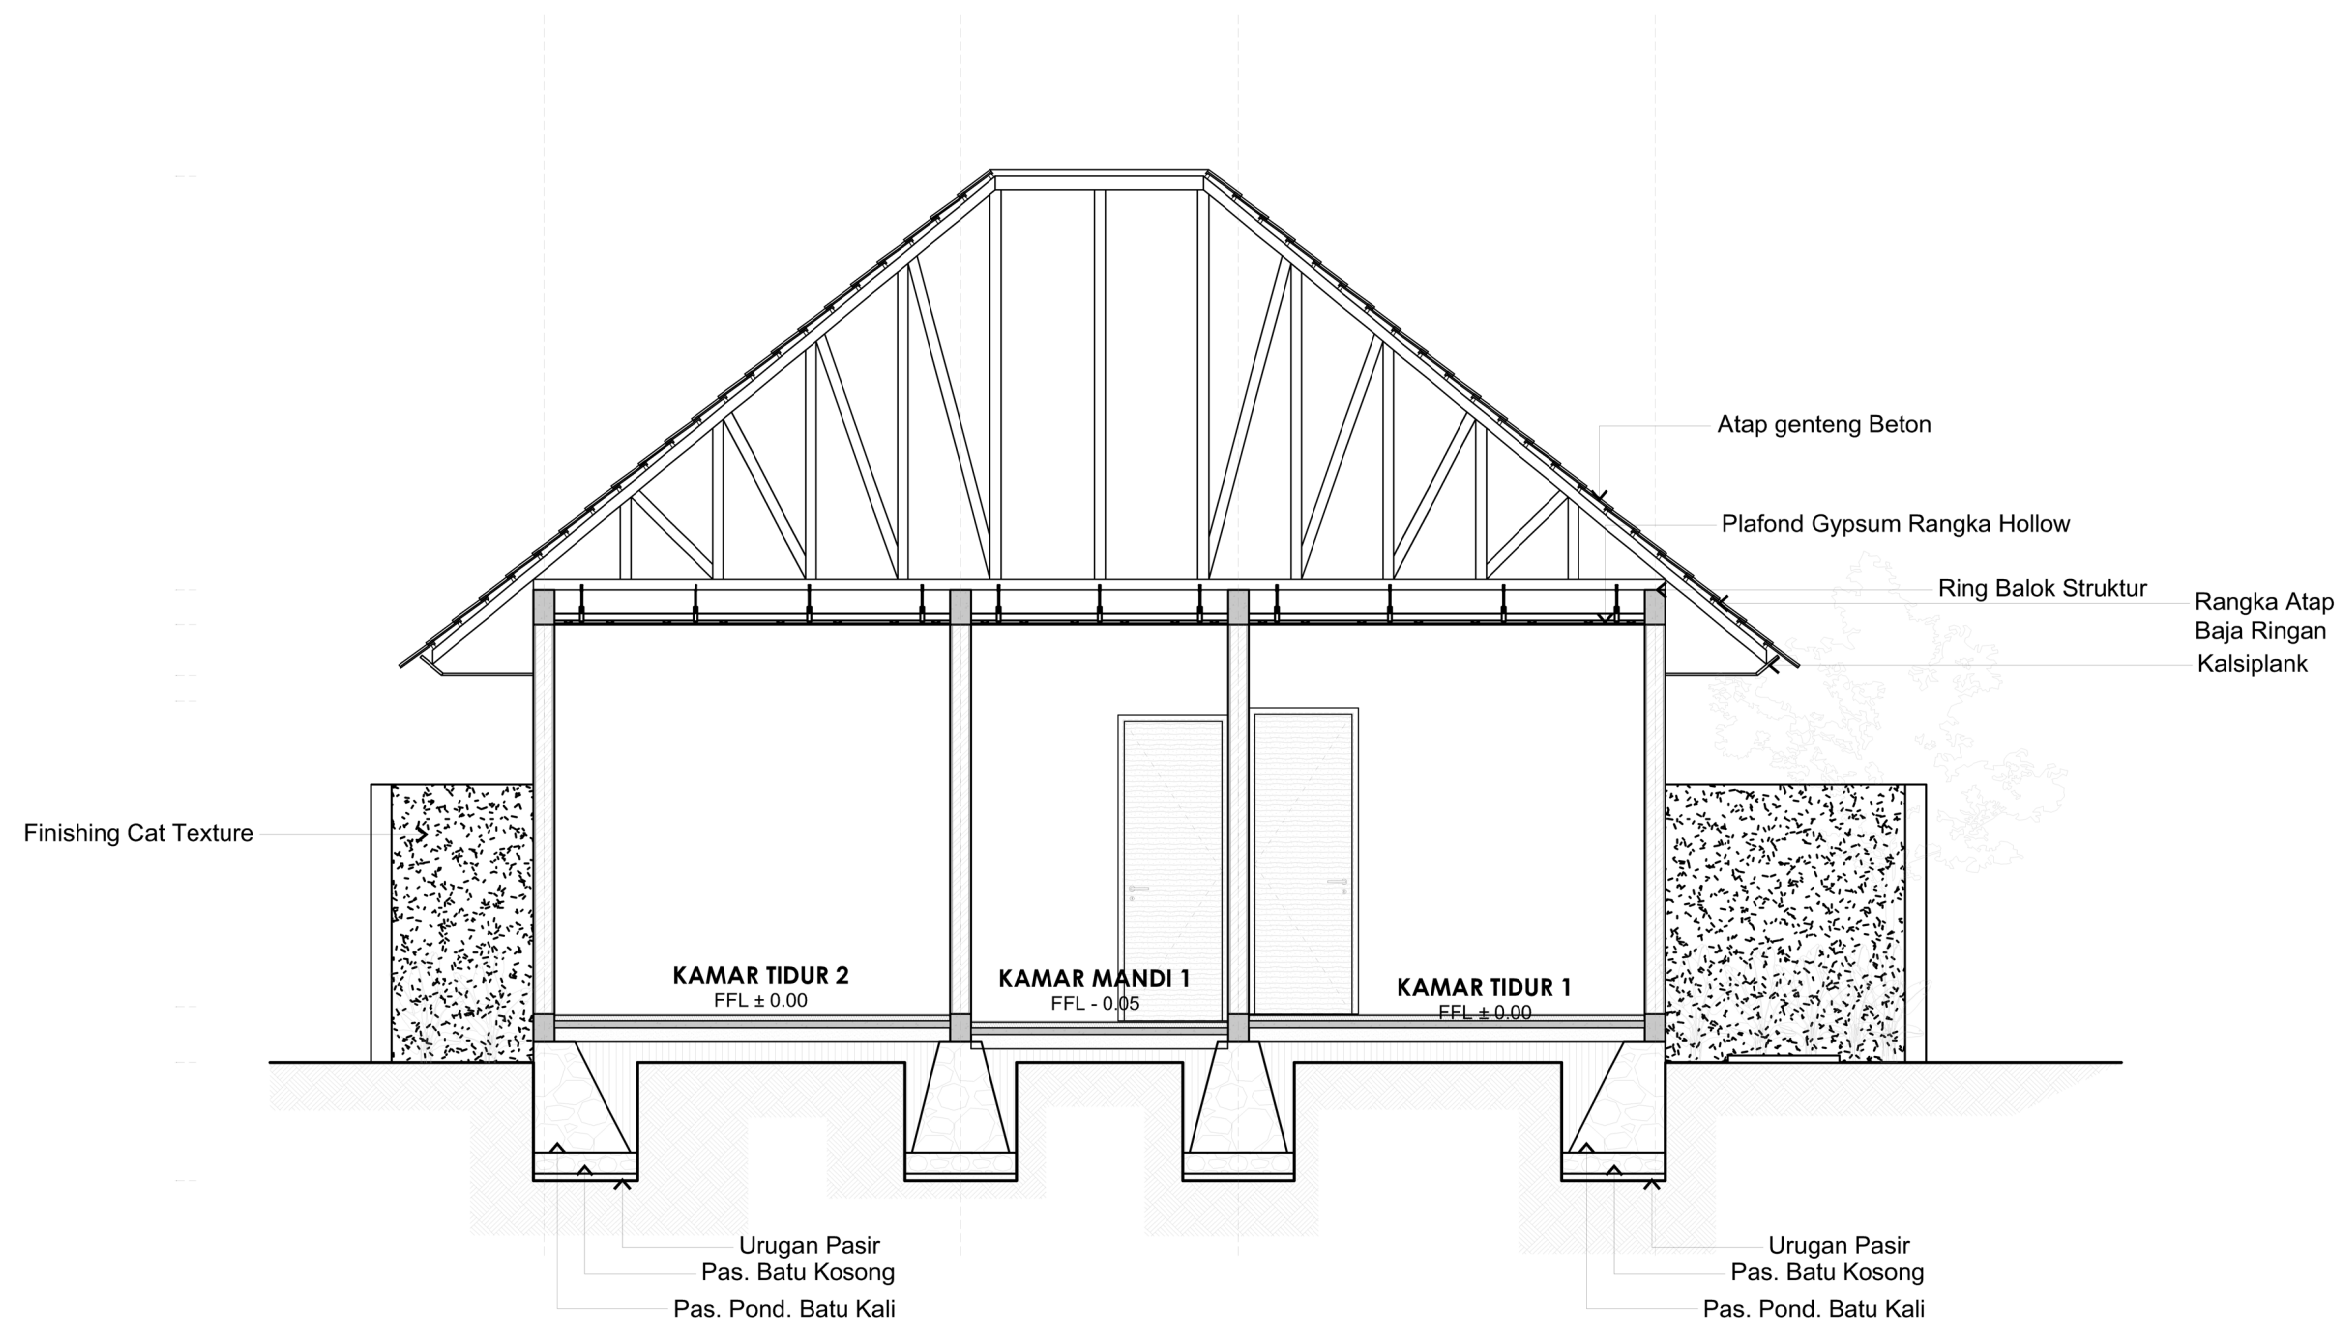 Atap genteng Beton
Plafond Gypsum Rangka Hollow
Ring Balok Struktur
Rangka Atap
Baja Ringan
Kalsiplank
Finishing Cat Texture
KAMAR TIDUR 2
FFL ± 0.00
KAMAR MANDI 1
FFL - 0.05
KAMAR TIDUR 1
FFL ± 0.00
Urugan Pasir
Pas. Batu Kosong
Pas. Pond. Batu Kali
Urugan Pasir
Pas. Batu Kosong
Pas. Pond. Batu Kali